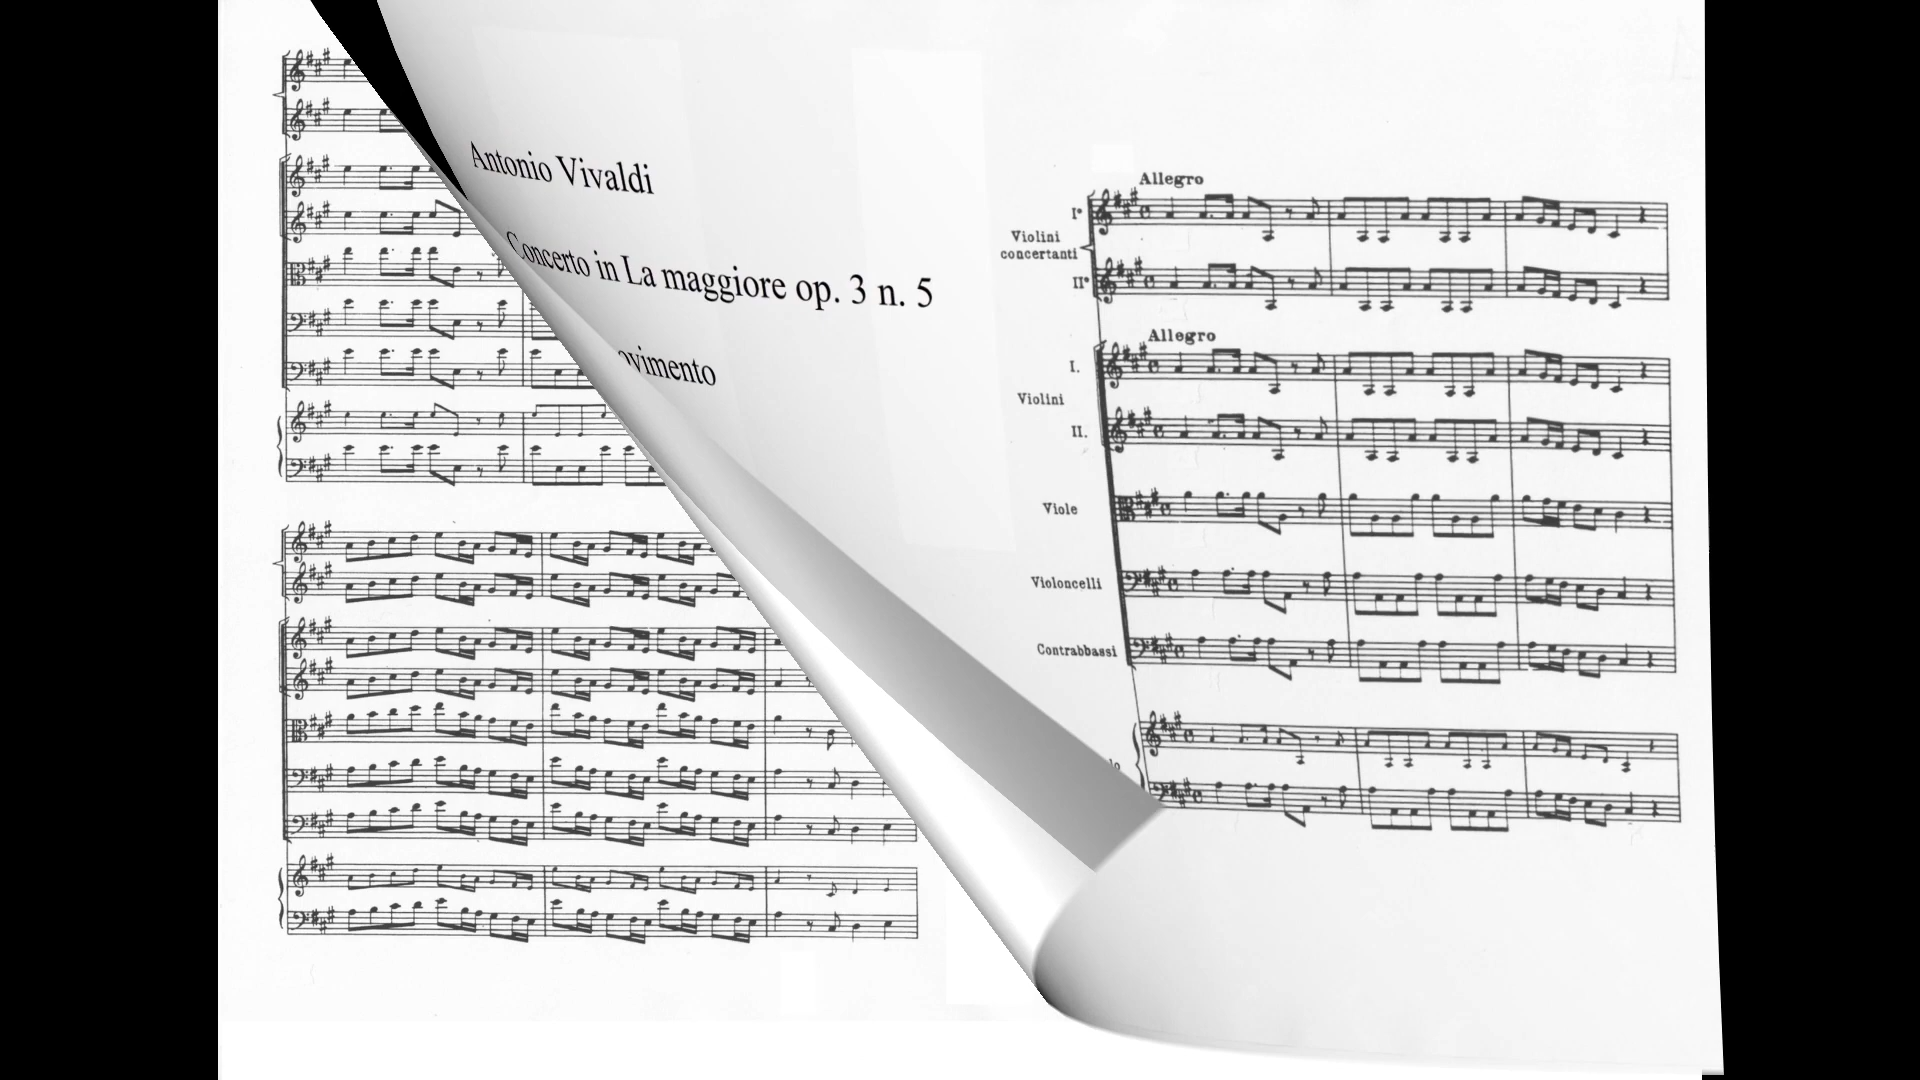 Antonio Vivaldi
Concerto in La maggiore op. 3 n. 5
Allegro
I°
Violini
concertanti
II°
Allegro
I.
Violini
II.
Viole
Violoncelli
Contrabbassi